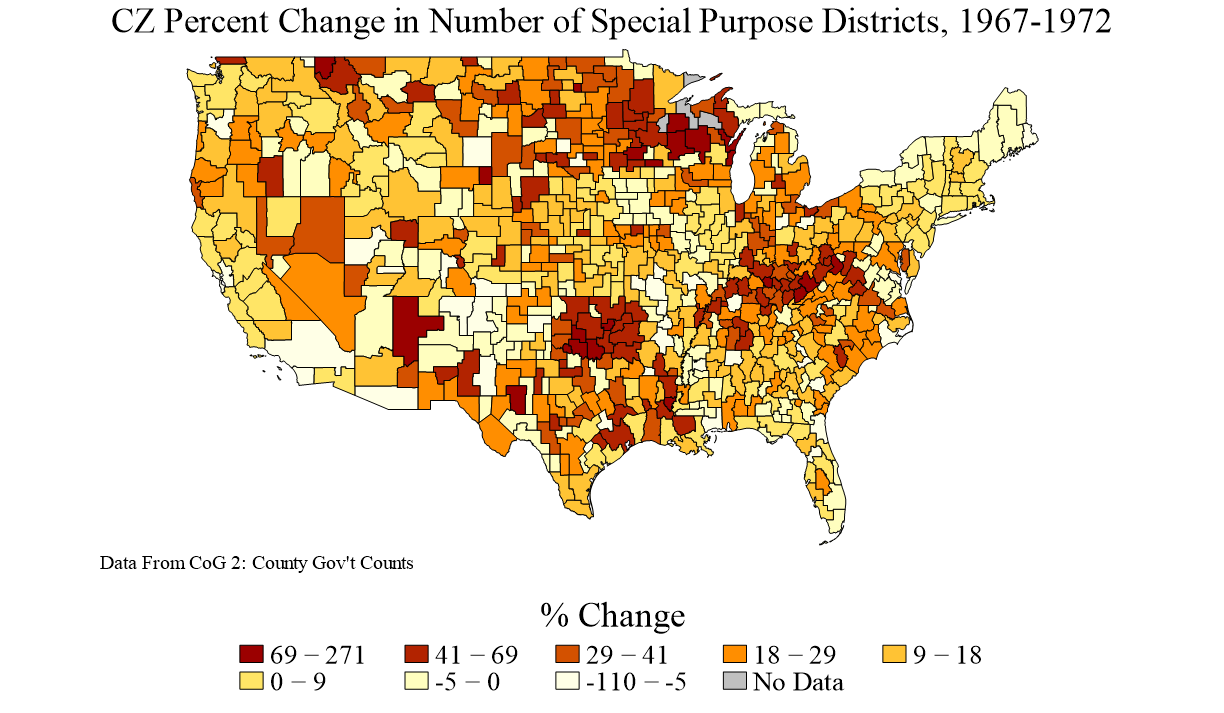 CZ Percent Change in Number of Special Purpose Districts, 1967-1972
Data From CoG 2: County Gov't Counts
% Change
69 − 271 41 − 69 29 − 41 18 − 29 9 − 18
0 − 9 -5 − 0 -110 − -5 No Data